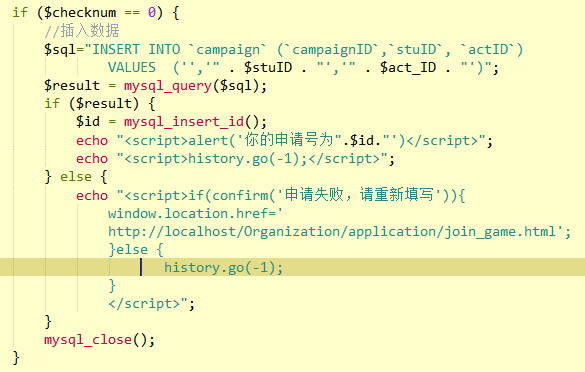 if ($checknum == 0) {
//插入数据
$sql="INSERT INTO `campaign` (`campaignID`,`stuID`, `actID`)
VALUES  ('','" . $stuID . "','" . $act_ID . "')";
$result = mysql_query($sql);
if ($result) {
$id = mysql_insert_id();
echo "<script>alert('你的申请号为".$id."')</script>";
echo "<script>history.go(-1);</script>";
} else {
echo "<script>if(confirm('申请失败，请重新填写')){
window.location.href='
http://localhost/Organization/application/join_game.html';
}else {
history.go(-1);
}
</script>";
}
mysql_close();
}